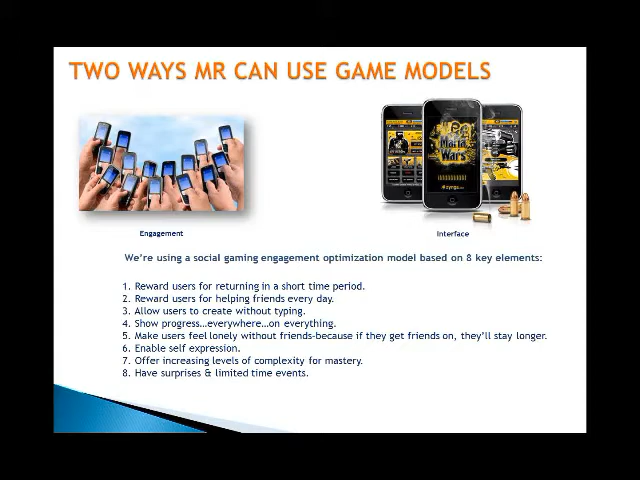 TWO WAYS MR CAN USE GAME MODELS
Mafia
Wars
zynga
Engagement
Interface
We're using a social gaming engagement optimization model based on 8 key elements:
1. Reward users for returning in a short time period.
2. Reward users for helping friends every day.
3. Allow users to create without typing.
4. Show progress…everywhere…on everything.
5. Make users feel lonely without friends-because if they get friends on, they'll stay longer.
6. Enable self expression.
7. Offer increasing levels of complexity for mastery.
8. Have surprises & limited time events.